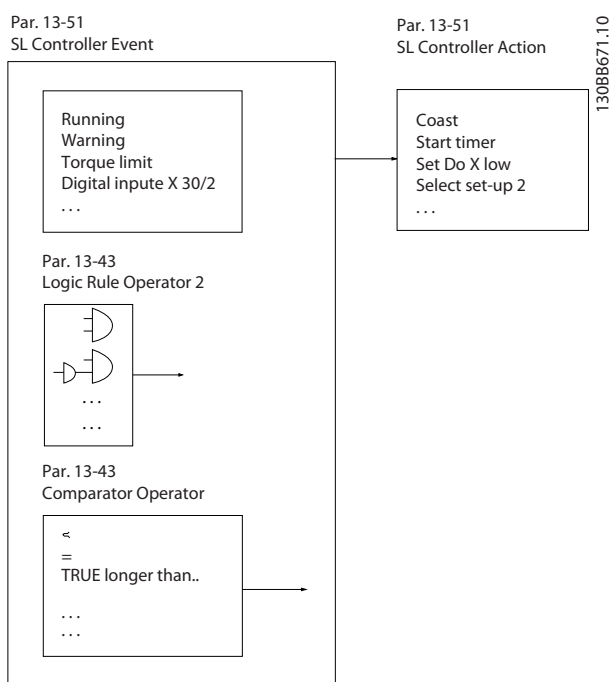 Par. 13-51
SL Controller Event
Par. 13-51
SL Controller Action
130BB671.10
Running
Warning
Torque limit
Digital inpute X 30/2
. . .
Coast
Start timer
Set Do X low
Select set-up 2
. . .
Par. 13-43
Logic Rule Operator 2
. . .
. . .
Par. 13-43
Comparator Operator
<
=
TRUE longer than..
. . .
. . .